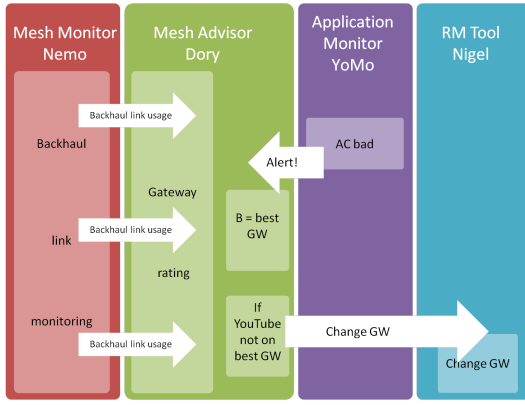 Mesh Monitor
Nemo
Mesh Advisor
Dory
Application
Monitor
YoMo
RM Tool
Nigel
Backhaul
link
monitoring
Backhaul link usage
Backhaul link usage
Backhaul link usage
Gateway
rating
AC bad
Alert!
B = best
GW
If
YouTube
not on
best GW
Change GW
Change GW